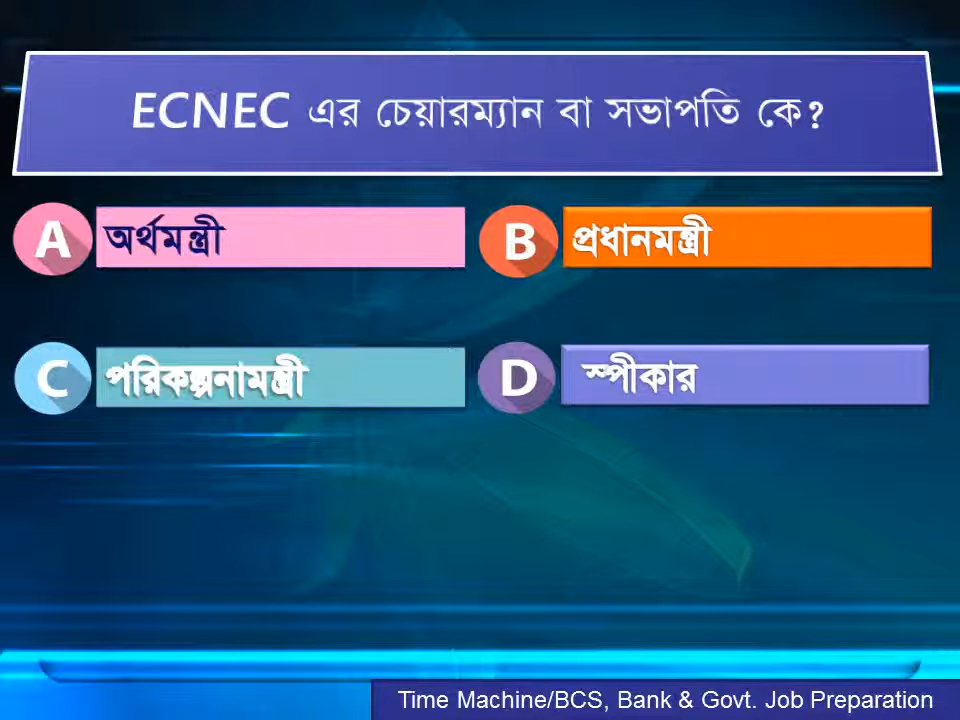 ECNEC এর চেয়ারম্যান বা সভাপতি কে?
A অর্থমন্ত্রী
B প্রধানমন্ত্রী
C পরিকল্পনামন্ত্রী
D স্পীকার
Time Machine/BCS, Bank & Govt. Job Preparation